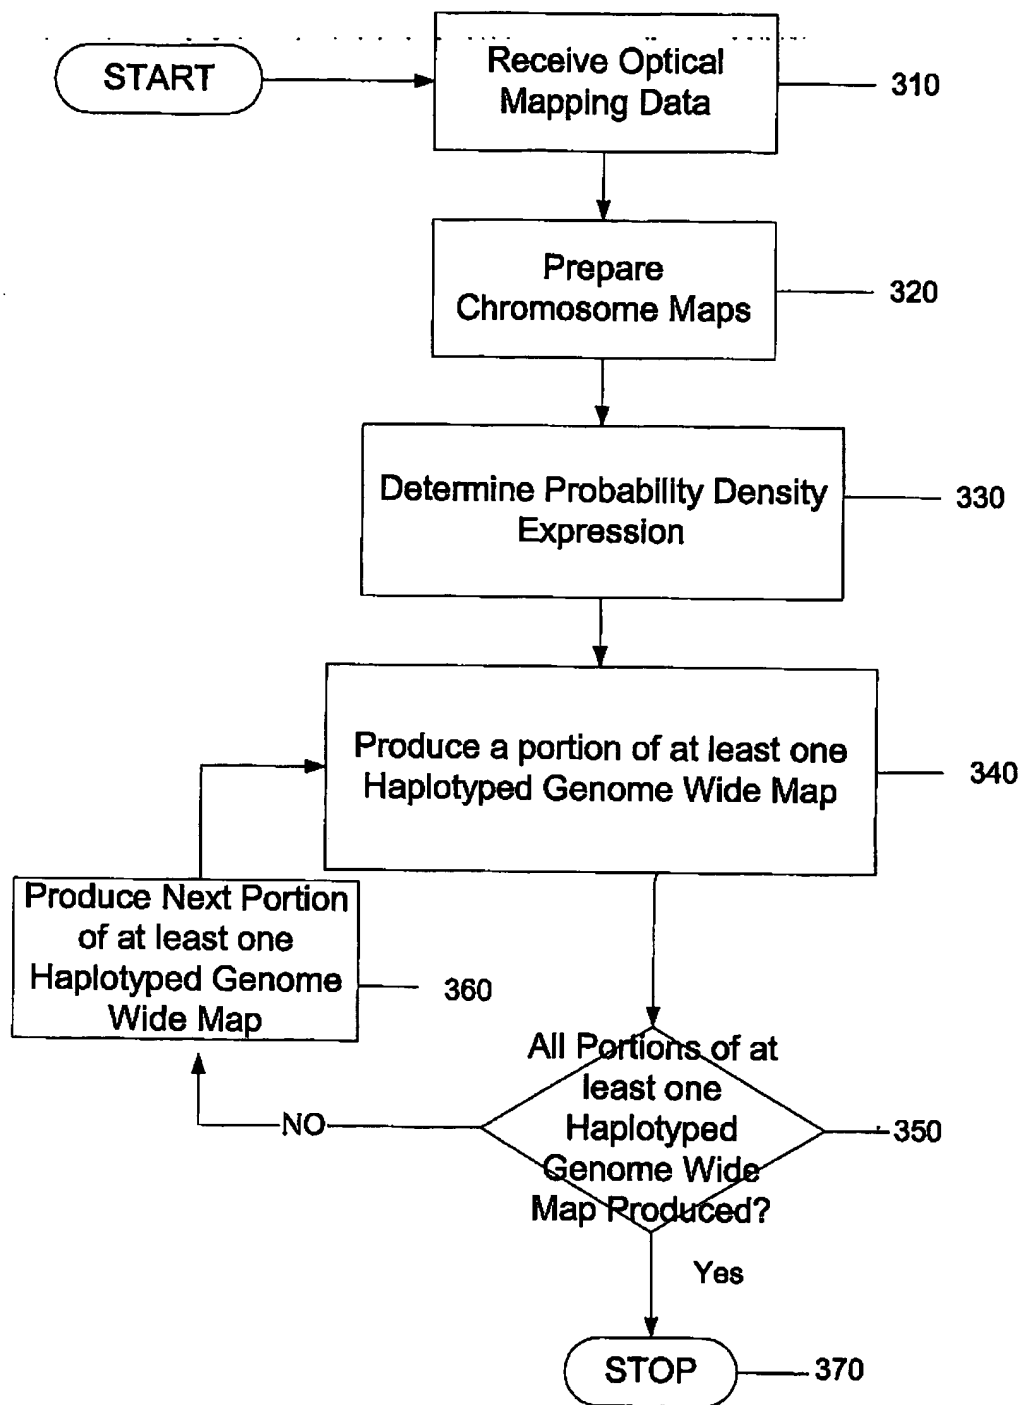 START
Receive Optical
Mapping Data
310
Prepare
Chromosome Maps
320
Determine Probability Density
Expression
330
Produce a portion of at least one
Haplotyped Genome Wide Map
340
Produce Next Portion
of at least one
Haplotyped Genome
Wide Map
360
All Portions of at
least one
Haplotyped
Genome Wide
Map Produced?
350
NO
Yes
STOP
370